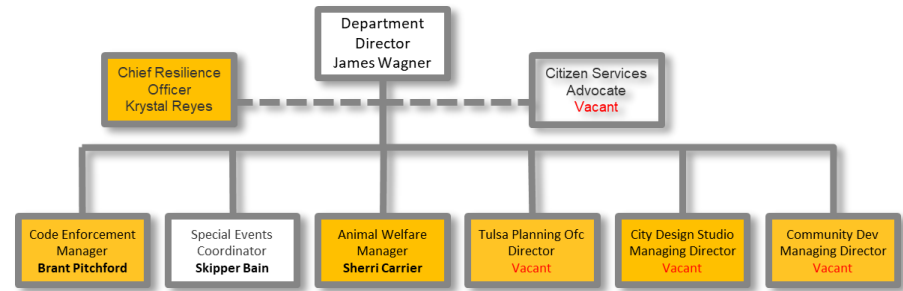 Department
Director
James Wagner
Chief Resilience
Officer
Krystal Reyes
Citizen Services
Advocate
Vacant
Code Enforcement
Manager
Brant Pitchford
Special Events
Coordinator
Skipper Bain
Animal Welfare
Manager
Sherri Carrier
Tulsa Planning Ofc
Director
Vacant
City Design Studio
Managing Director
Vacant
Community Dev
Managing Director
Vacant